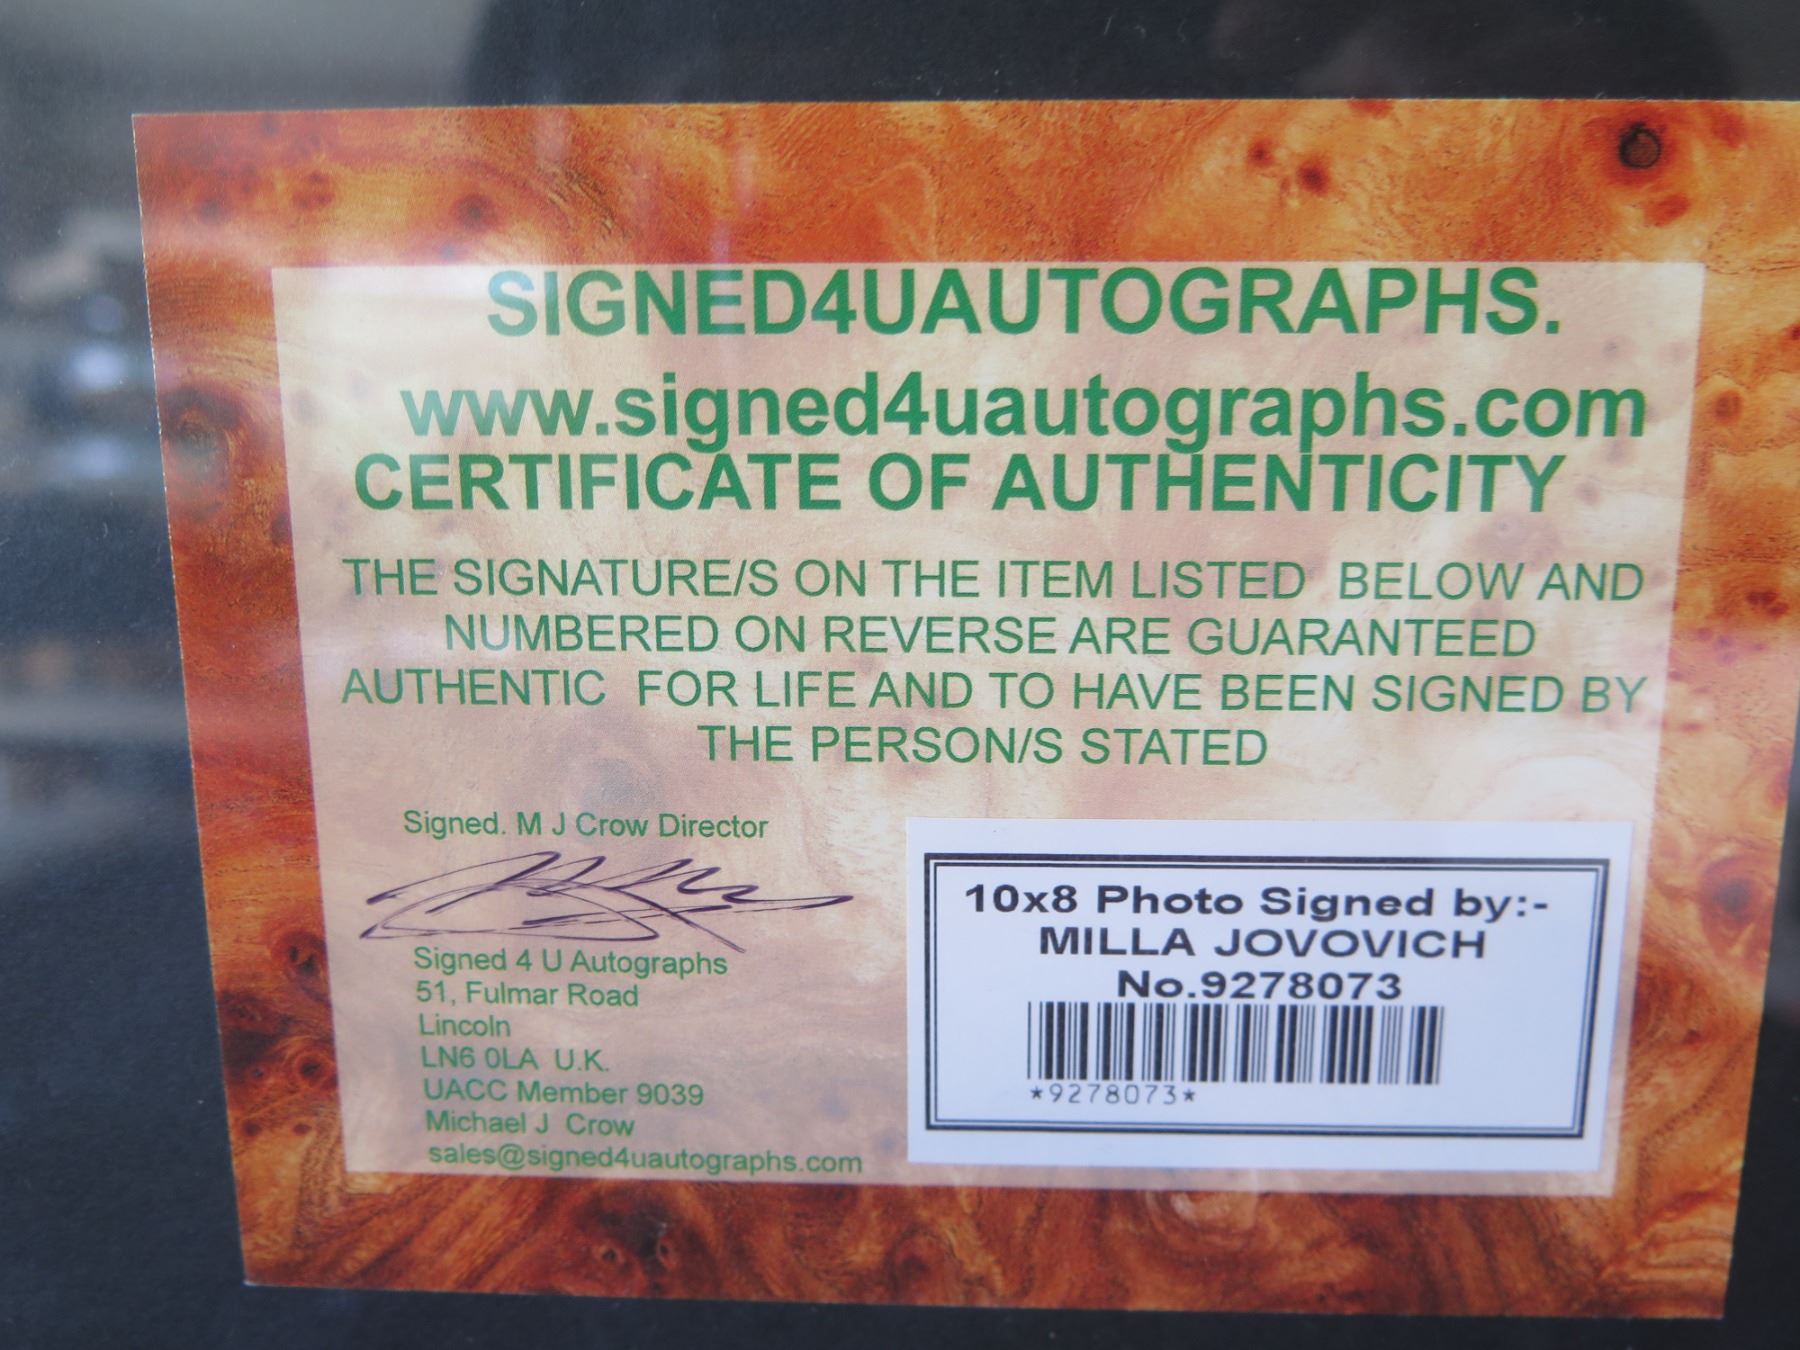 SIGNED4UAUTOGRAPHS.
www.signed4uautographs.com
CERTIFICATE OF AUTHENTICITY
THE SIGNATURE/S ON THE ITEM LISTED BELOW AND
NUMBERED ON REVERSE ARE GUARANTEED
AUTHENTIC FOR LIFE AND TO HAVE BEEN SIGNED BY
THE PERSON/S STATED
Signed. M J Crow Director
Signed 4 U Autographs
51, Fulmar Road
Lincoln
LN6 0LA U.K.
UACC Member 9039
Michael J Crow
sales@signed4uautographs.com
10x8 Photo Signed by:-
MILLA JOVOVICH
No.9278073
*9278073*